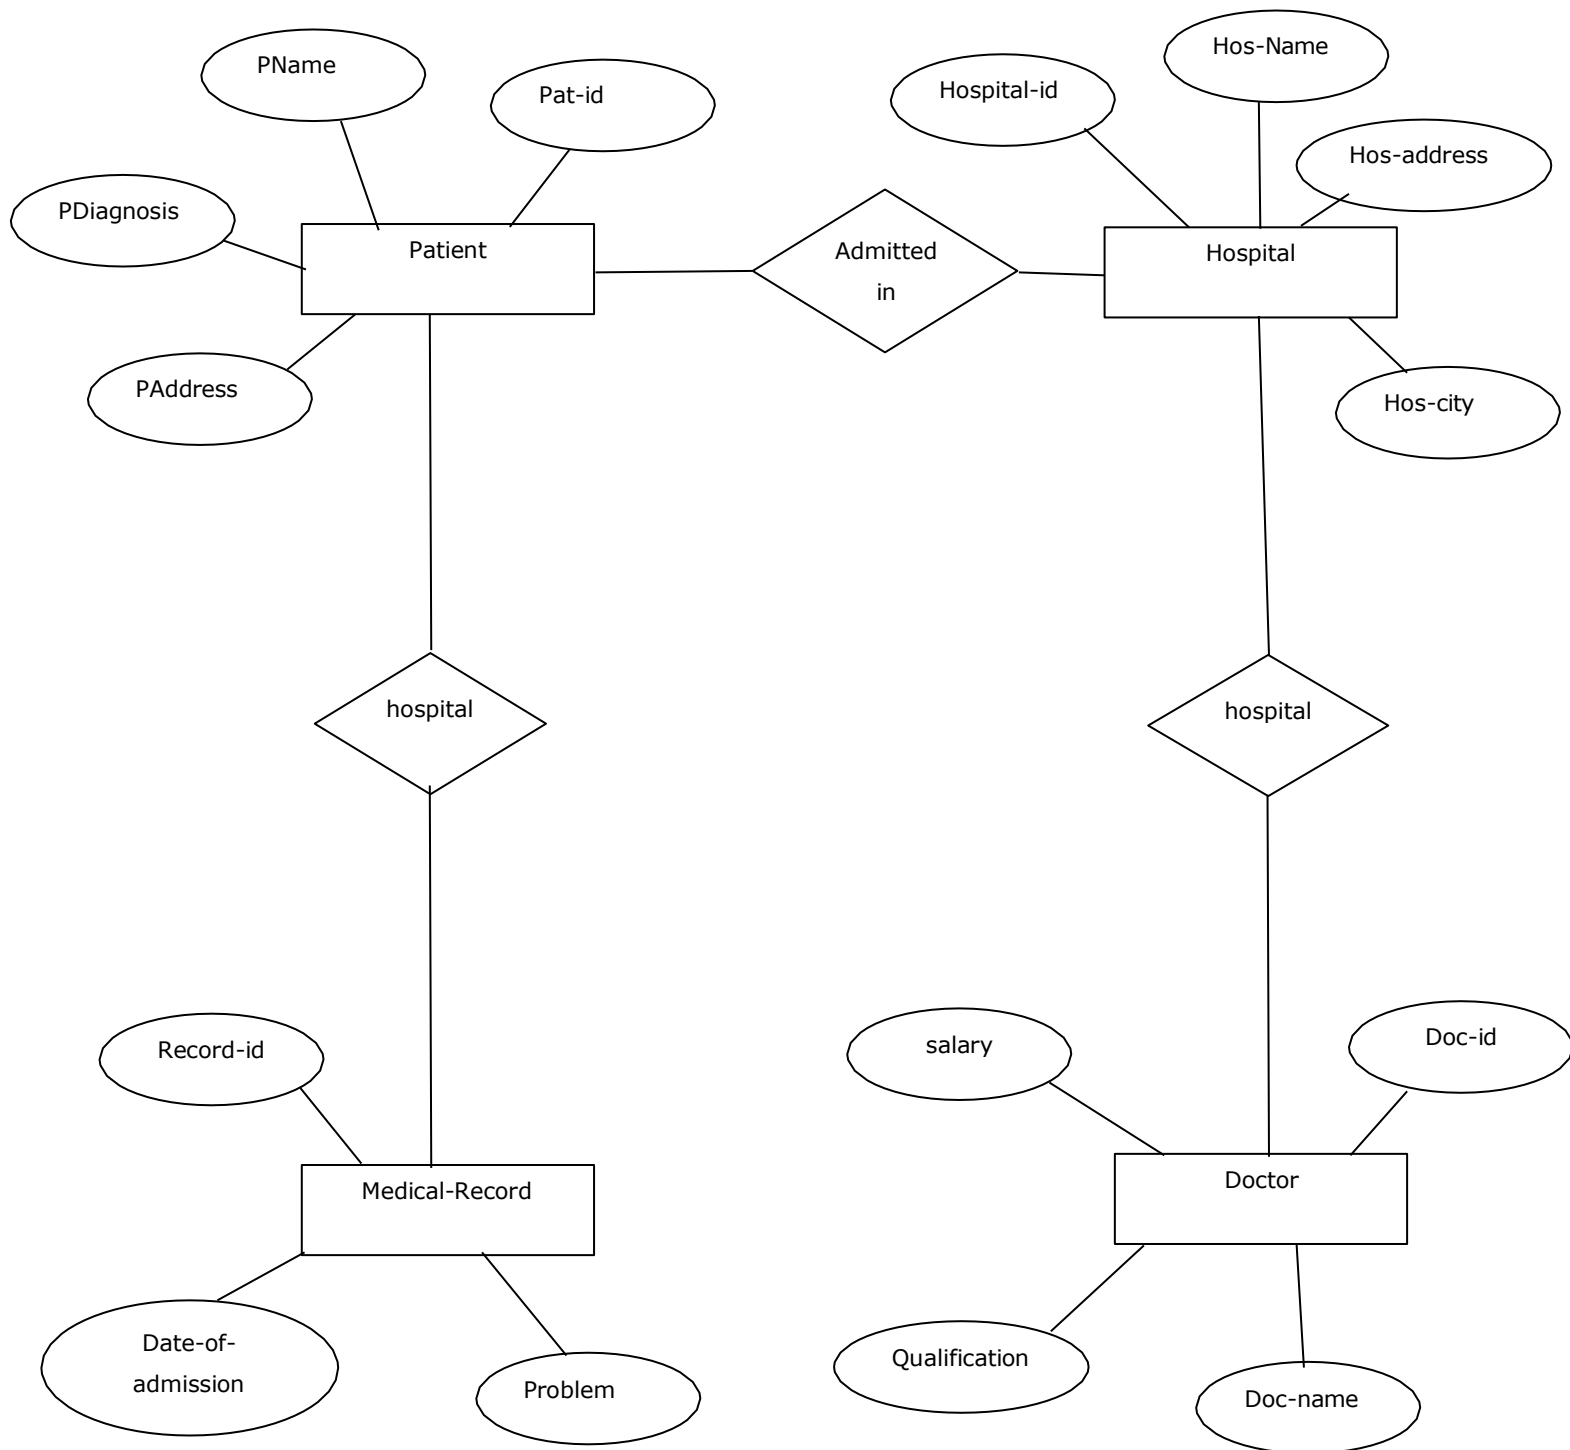 PName
Pat-id
Hospital-id
Hos-Name
Hos-address
PDiagnosis
Patient
Admitted
in
Hospital
PAddress
Hos-city
hospital
hospital
Record-id
salary
Doc-id
Medical-Record
Doctor
Date-of-
admission
Problem
Qualification
Doc-name